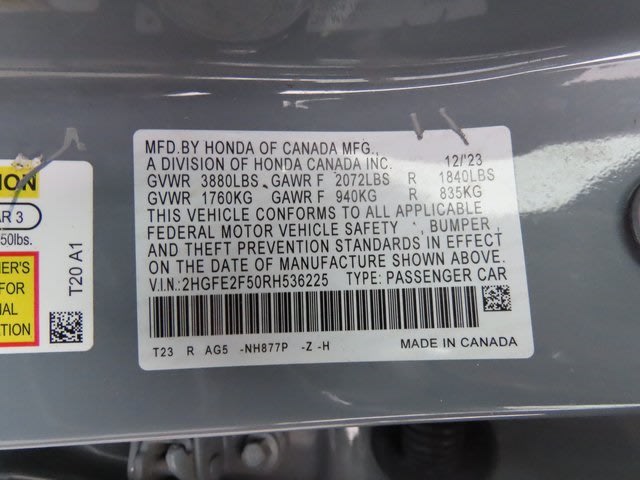 MFD.BY HONDA OF CANADA MFG.,
A DIVISION OF HONDA CANADA INC. 12/'23
GVWR 3880LBS GAWR F 2072LBS R 1840LBS
GVWR 1760KG GAWR F 940KG R 835KG
THIS VEHICLE CONFORMS TO ALL APPLICABLE
FEDERAL MOTOR VEHICLE SAFETY , BUMPER ,
AND THEFT PREVENTION STANDARDS IN EFFECT
ON THE DATE OF MANUFACTURE SHOWN ABOVE.
V.I.N.:2HGFE2F50RH536225 TYPE: PASSENGER CAR
T23 R AG5 -NH877P -Z -H MADE IN CANADA
ION
AR 3
50lbs.
ER'S
FOR
NAL
TION
T20 A1